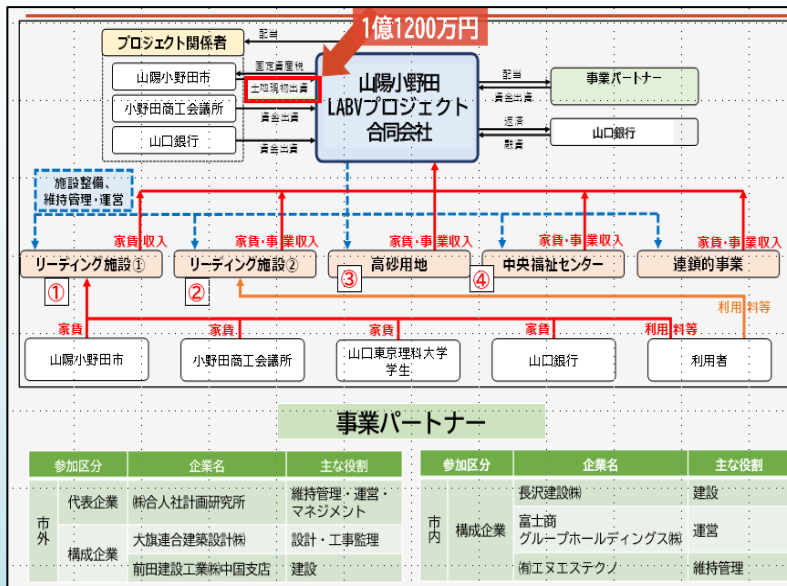 1億1200万円
プロジェクト関係者
配当
山陽小野田市
固定資産税
土地現物出資
小野田商工会議所
資金出資
山口銀行
資金出資
山陽小野田
LABVプロジェクト
合同会社
配当
資金出資
事業パートナー
返済
融資
山口銀行
施設整備、
維持管理・運営
家賃・収入
家賃・事業収入
家賃・事業収入
家賃・事業収入
家賃・事業収入
リーディング施設①
リーディング施設②
高砂用地
中央福祉センター
連鎖的事業
①
②
③
④
利用料等
家賃
家賃
家賃
家賃
利用料等
山陽小野田市
小野田商工会議所
山口東京理科大学
学生
山口銀行
利用者
事業パートナー
参加区分 企業名 主な役割
市外
代表企業 ㈱合人社計画研究所 維持管理・運営・
マネジメント
構成企業
大旗連合建築設計㈱ 設計・工事監理
前田建設工業㈱中国支店 建設
参加区分 企業名 主な役割
市内
構成企業
長沢建設㈱ 建設
富士商
グループホールディングス㈱ 運営
㈲エヌエステクノ 維持管理